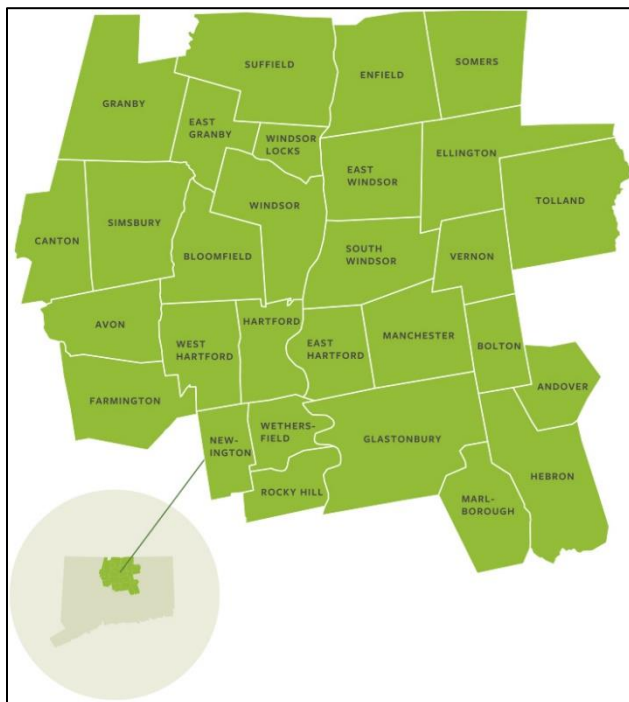 SUFFIELD
ENFIELD
SOMERS
GRANBY
EAST
GRANBY
WINDSOR
LOCKS
EAST
WINDSOR
ELLINGTON
TOLLAND
CANTON
SIMSBURY
WINDSOR
BLOOMFIELD
SOUTH
WINDSOR
VERNON
AVON
WEST
HARTFORD
HARTFORD
EAST
HARTFORD
MANCHESTER
BOLTON
ANDOVER
FARMINGTON
NEW-
INGTON
WETHERS-
FIELD
GLASTONBURY
HEBRON
ROCKY HILL
MARL-
BOROUGH